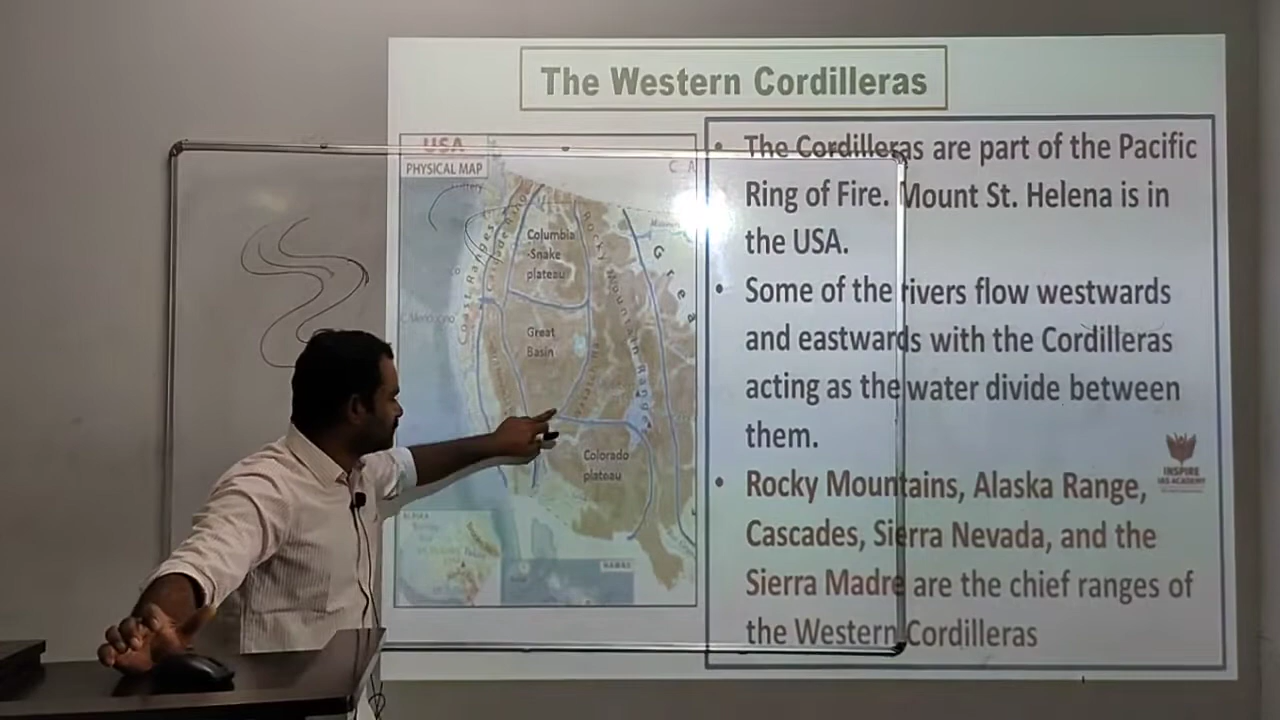 The Western Cordilleras
USA
PHYSICAL MAP
Coast Ranges
Cascade Range
Columbia
-Snake
plateau
Rocky Mountain Range
Great
Basin
C. Mendocino
Colorado
plateau
ALASKA
HAWAII
• The Cordilleras are part of the Pacific
Ring of Fire. Mount St. Helena is in
the USA.
• Some of the rivers flow westwards
and eastwards with the Cordilleras
acting as the water divide between
them.
• Rocky Mountains, Alaska Range,
Cascades, Sierra Nevada, and the
Sierra Madre are the chief ranges of
the Western Cordilleras
INSPIRE
IAS ACADEMY